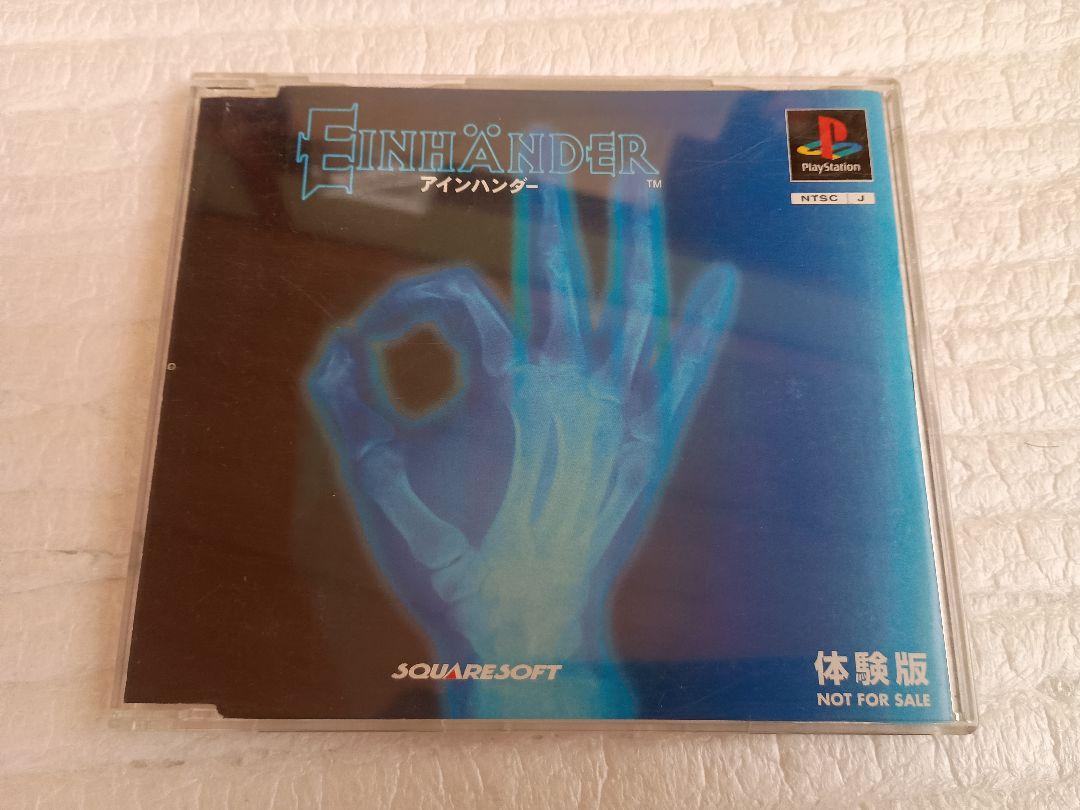 EINHÄNDER
アインハンダー
TM
PlayStation
NTSC J
SQUARESOFT
体験版
NOT FOR SALE